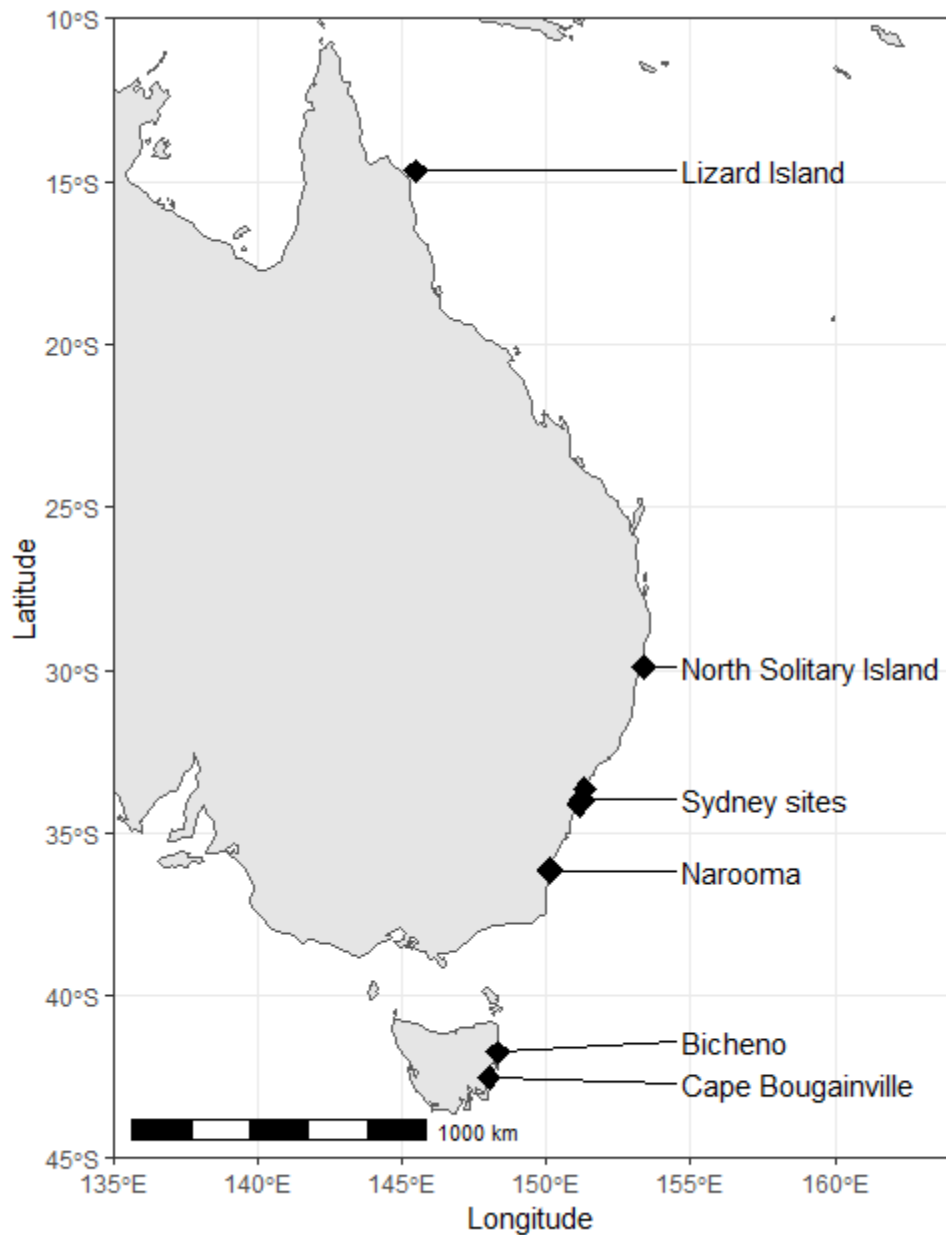 10°S
15°S
20°S
25°S
30°S
35°S
40°S
45°S
Latitude
Lizard Island
North Solitary Island
Sydney sites
Narooma
Bicheno
Cape Bougainville
1000 km
135°E
140°E
145°E
150°E
155°E
160°E
Longitude